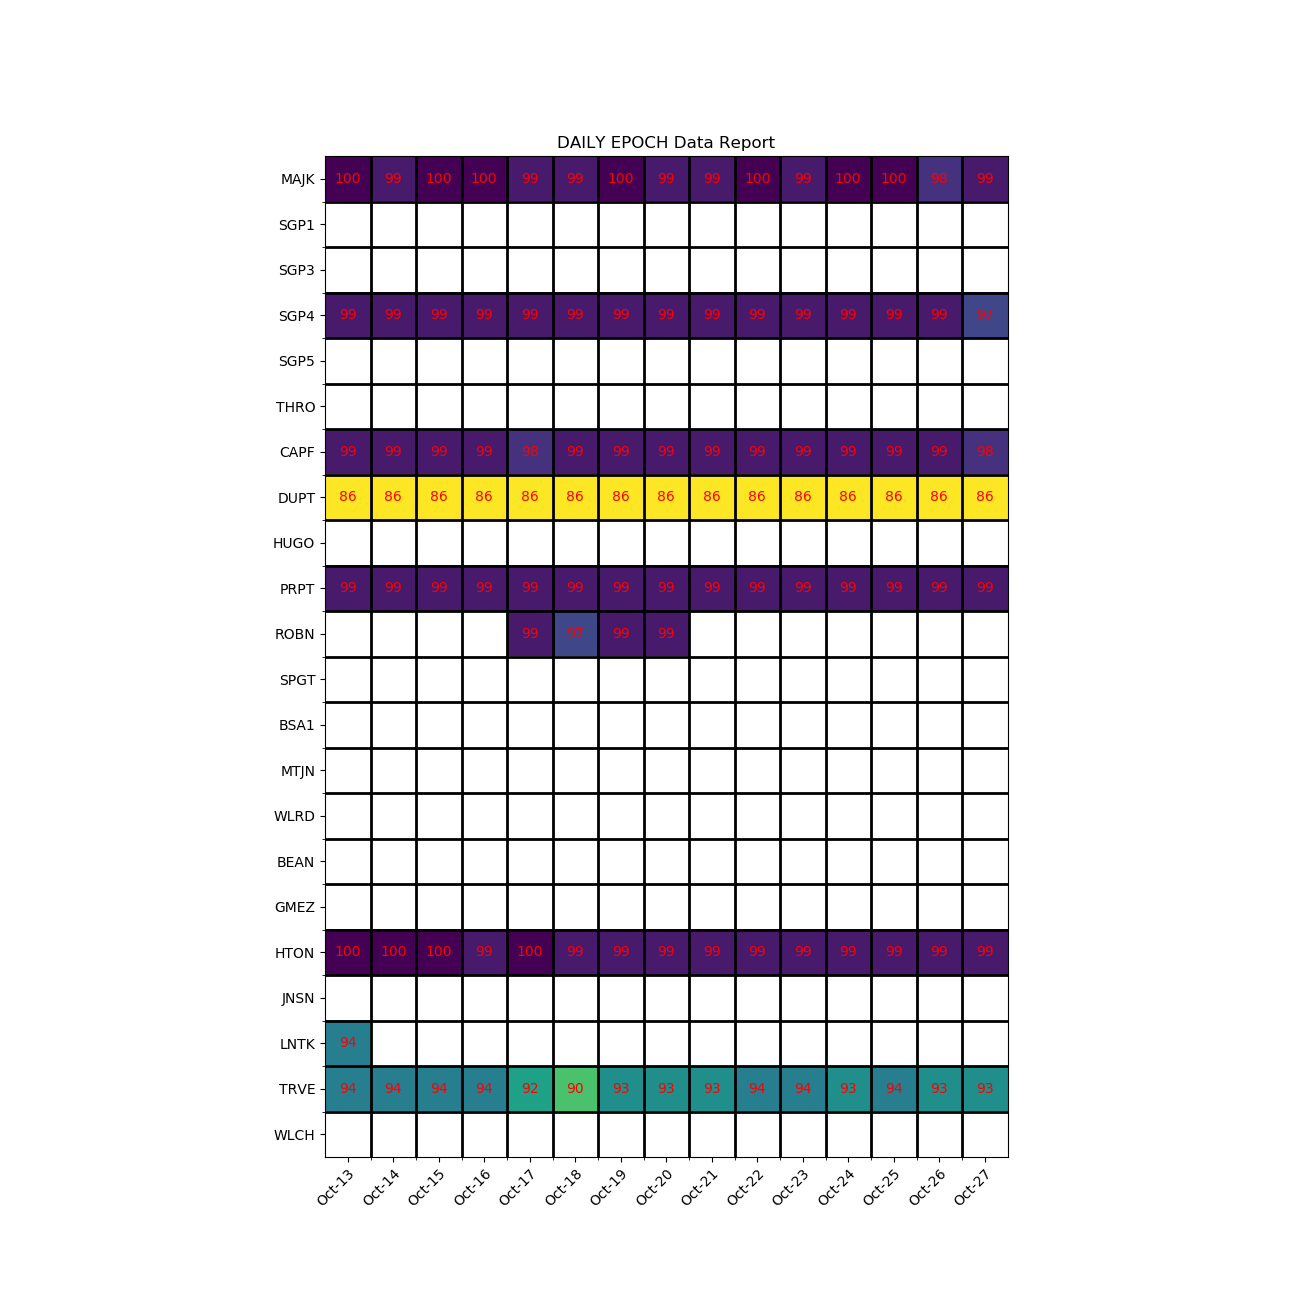 DAILY EPOCH Data Report
MAJK 100 99 100 100 99 99 100 99 99 100 99 100 100 98 99
SGP1
SGP3
SGP4 99 99 99 99 99 99 99 99 99 99 99 99 99 99 97
SGP5
THRO
CAPF 99 99 99 99 98 99 99 99 99 99 99 99 99 99 98
DUPT 86 86 86 86 86 86 86 86 86 86 86 86 86 86 86
HUGO
PRPT 99 99 99 99 99 99 99 99 99 99 99 99 99 99 99
ROBN 99 97 99 99
SPGT
BSA1
MTJN
WLRD
BEAN
GMEZ
HTON 100 100 100 99 100 99 99 99 99 99 99 99 99 99 99
JNSN
LNTK 94
TRVE 94 94 94 94 92 90 93 93 93 94 94 93 94 93 93
WLCH
Oct-13 Oct-14 Oct-15 Oct-16 Oct-17 Oct-18 Oct-19 Oct-20 Oct-21 Oct-22 Oct-23 Oct-24 Oct-25 Oct-26 Oct-27